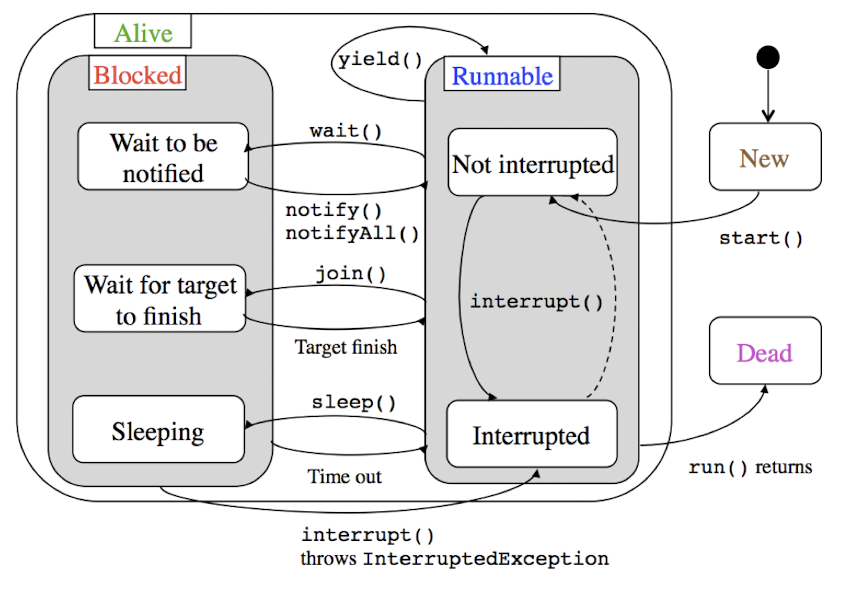 Alive
Blocked
yield()
Runnable
Wait to be
notified
wait()
Not interrupted
New
notify()
notifyAll()
start()
Wait for target
to finish
join()
interrupt()
Target finish
Dead
Sleeping
sleep()
Interrupted
Time out
run() returns
interrupt()
throws InterruptedException